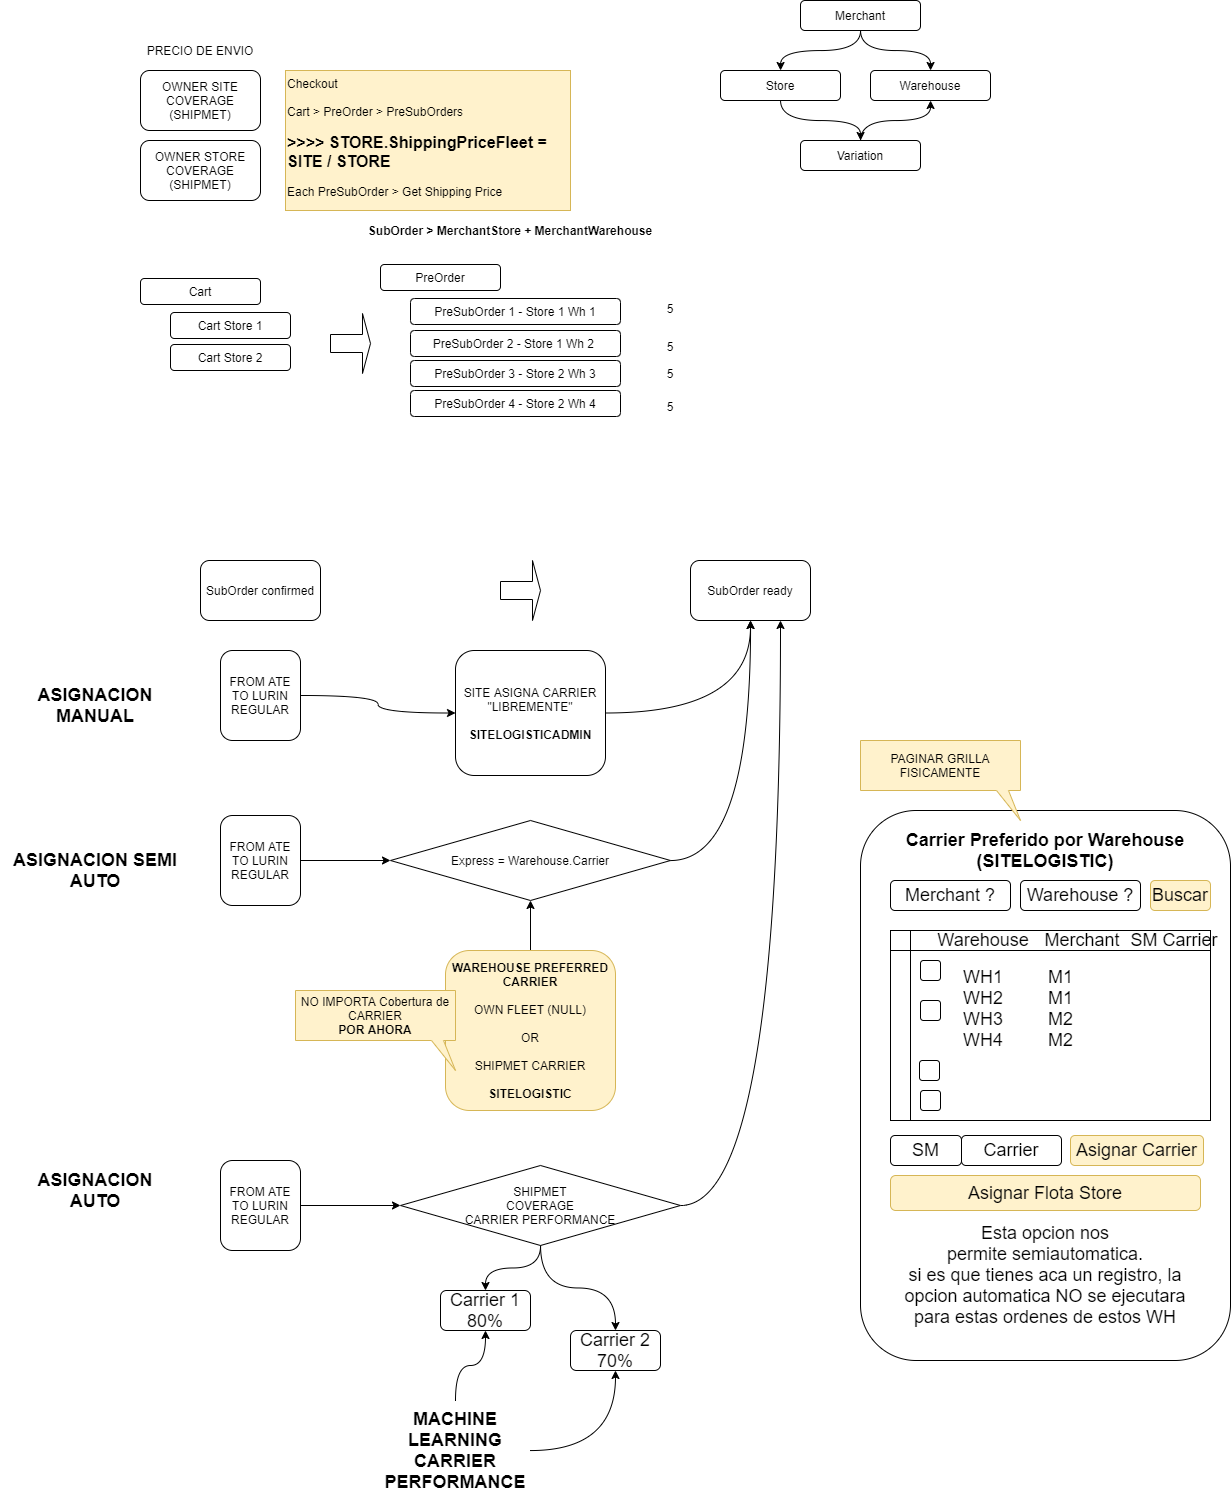 Merchant
Store
Warehouse
Variation
PRECIO DE ENVIO
OWNER SITE
COVERAGE
(SHIPMET)
OWNER STORE
COVERAGE
(SHIPMET)
Checkout
Cart > PreOrder > PreSubOrders
>>>> STORE.ShippingPriceFleet =
SITE / STORE
Each PreSubOrder > Get Shipping Price
SubOrder > MerchantStore + MerchantWarehouse
Cart
Cart Store 1
Cart Store 2
PreOrder
PreSubOrder 1 - Store 1 Wh 1
5
PreSubOrder 2 - Store 1 Wh 2
5
PreSubOrder 3 - Store 2 Wh 3
5
PreSubOrder 4 - Store 2 Wh 4
5
SubOrder confirmed
SubOrder ready
ASIGNACION
MANUAL
FROM ATE
TO LURIN
REGULAR
SITE ASIGNA CARRIER
"LIBREMENTE"
SITELOGISTICADMIN
ASIGNACION SEMI
AUTO
FROM ATE
TO LURIN
REGULAR
Express = Warehouse.Carrier
WAREHOUSE PREFERRED
CARRIER
OWN FLEET (NULL)
OR
SHIPMET CARRIER
SITELOGISTIC
NO IMPORTA Cobertura de
CARRIER
POR AHORA
ASIGNACION
AUTO
FROM ATE
TO LURIN
REGULAR
SHIPMET
COVERAGE
CARRIER PERFORMANCE
Carrier 1
80%
Carrier 2
70%
MACHINE
LEARNING
CARRIER
PERFORMANCE
PAGINAR GRILLA
FISICAMENTE
Carrier Preferido por Warehouse
(SITELOGISTIC)
Merchant ?
Warehouse ?
Buscar
Warehouse Merchant SM Carrier
WH1 M1
WH2 M1
WH3 M2
WH4 M2
SM
Carrier
Asignar Carrier
Asignar Flota Store
Esta opcion nos
permite semiautomatica.
si es que tienes aca un registro, la
opcion automatica NO se ejecutara
para estas ordenes de estos WH